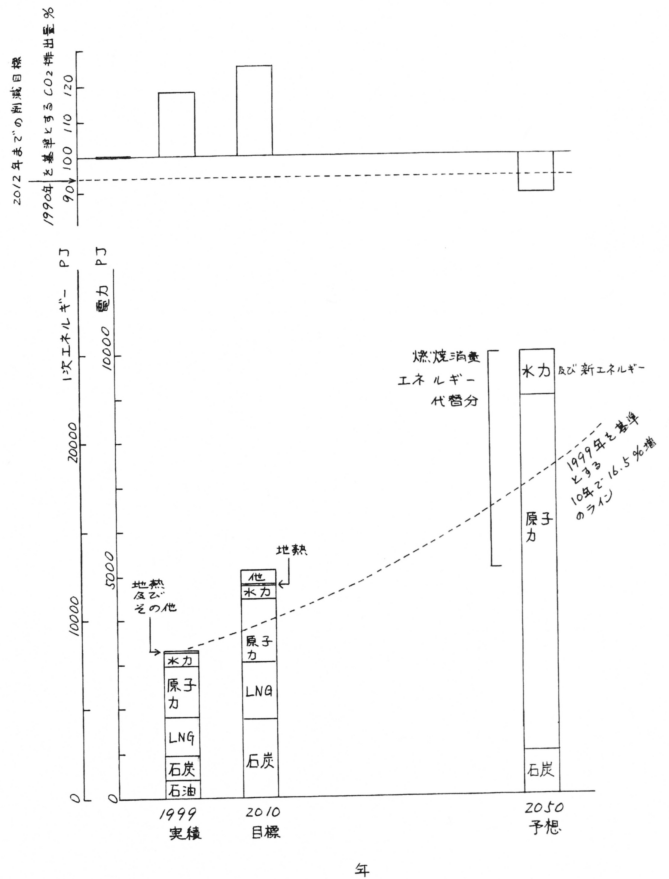 2012年までの削減目標
1990年を基準とするCO₂排出量 %
120
110
100
90
1次エネルギー PJ
電力 PJ
20000
10000
0
10000
5000
0
燃焼消費
エネルギー
代替分
水力 及び新エネルギー
原子
力
石炭
1999年を基準
とする
10年で16.5%増
のライン
地熱
他
水力
原子
力
LNG
石炭
地熱
及び
その他
水力
原子
力
LNG
石炭
石油
1999
実績
2010
目標
2050
予想
年